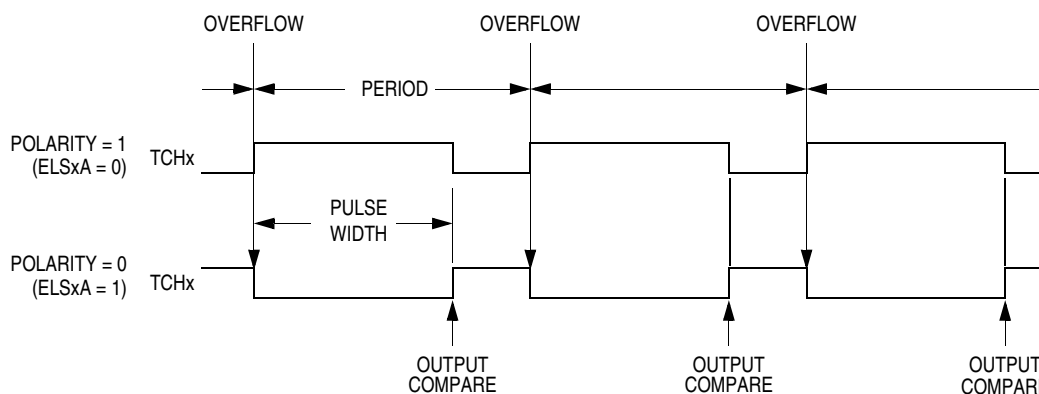 OVERFLOW
OVERFLOW
OVERFLOW
PERIOD
POLARITY = 1
(ELSxA = 0)
TCHx
PULSE
WIDTH
POLARITY = 0
(ELSxA = 1)
TCHx
OUTPUT
COMPARE
OUTPUT
COMPARE
OUTPUT
COMPARE